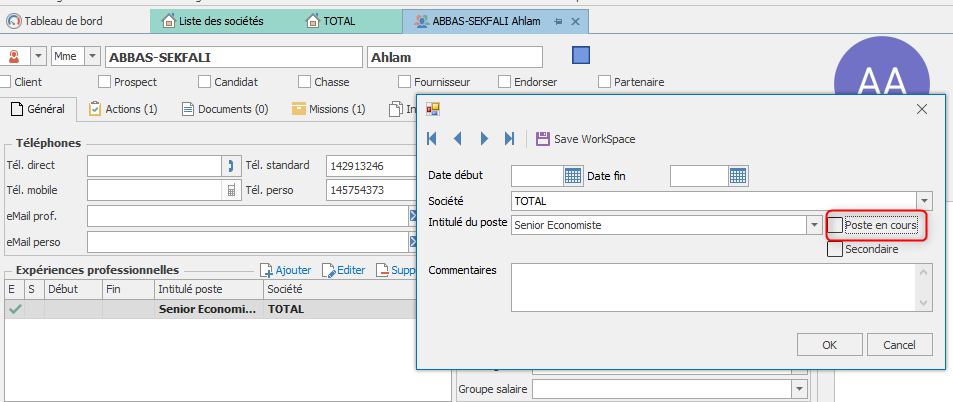 Tableau de bord
Liste des sociétés
TOTAL
ABBAS-SEKFALI Ahlam
Mme
ABBAS-SEKFALI
Ahlam
Client
Prospect
Candidat
Chasse
Fournisseur
Endorser
Partenaire
AA
Général
Actions (1)
Documents (0)
Missions (1)
In
Téléphones
Tél. direct
Tél. standard
142913246
Tél. mobile
Tél. perso
145754373
eMail prof.
eMail perso
Expériences professionnelles
Ajouter
Editer
Supp
E S Début Fin Intitulé poste Société
Senior Economi... TOTAL
Save WorkSpace
Date début
Date fin
Société
TOTAL
Intitulé du poste
Senior Economiste
Poste en cours
Secondaire
Commentaires
OK
Cancel
Groupe salaire